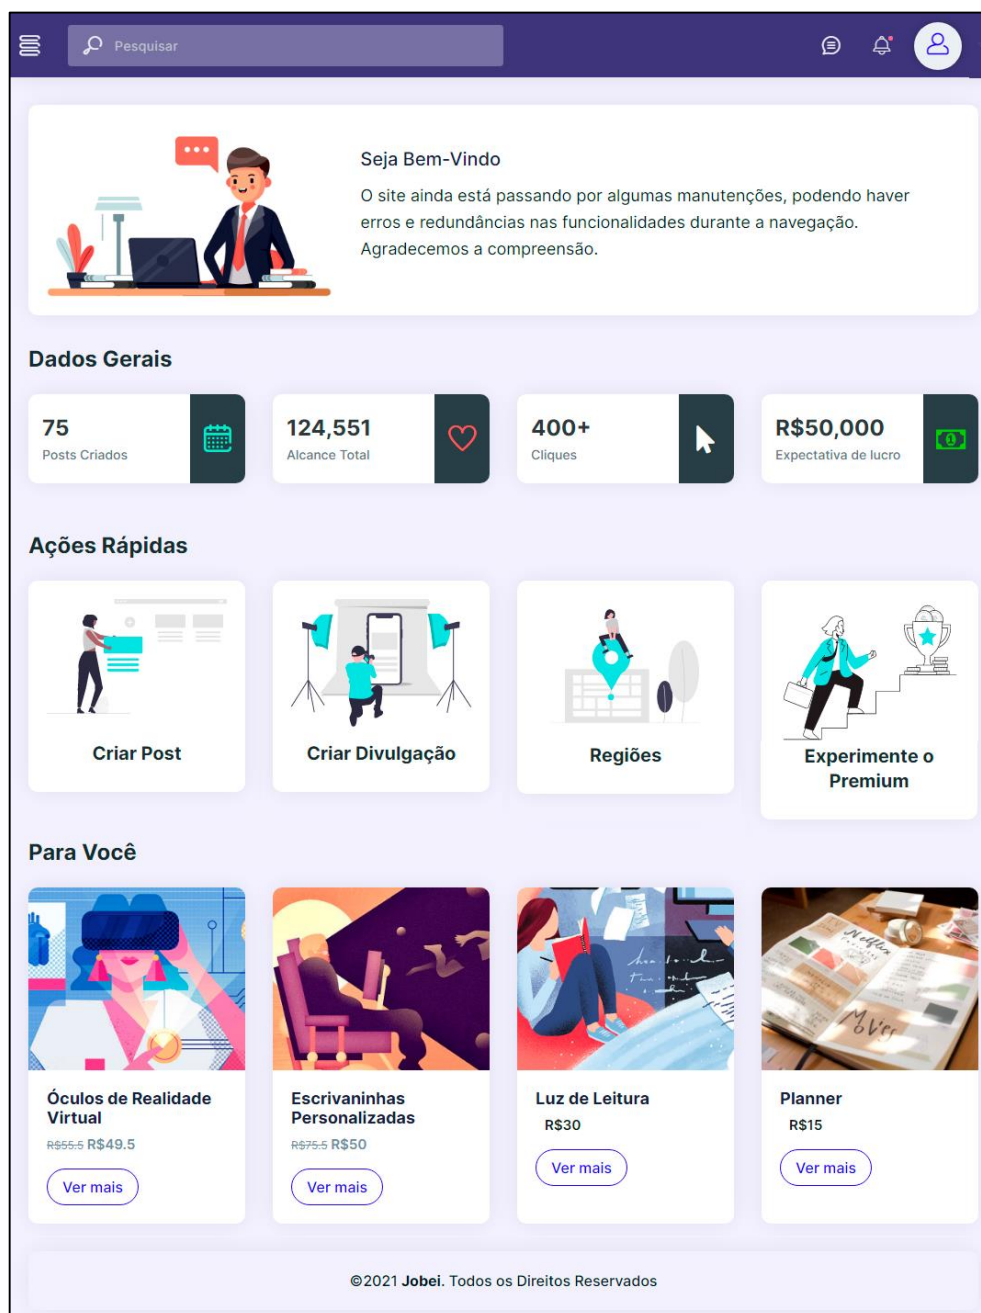 Pesquisar
Seja Bem-Vindo
O site ainda está passando por algumas manutenções, podendo haver
erros e redundâncias nas funcionalidades durante a navegação.
Agradecemos a compreensão.
Dados Gerais
75
Posts Criados
124,551
Alcance Total
400+
Cliques
R$50,000
Expectativa de lucro
1
Ações Rápidas
Criar Post
Criar Divulgação
Regiões
Experimente o
Premium
Para Você
Netflix
Movies
Óculos de Realidade
Virtual
R$55.5 R$49.5
Ver mais
Escrivaninhas
Personalizadas
R$75.5 R$50
Ver mais
Luz de Leitura
R$30
Ver mais
Planner
R$15
Ver mais
©2021 Jobei. Todos os Direitos Reservados